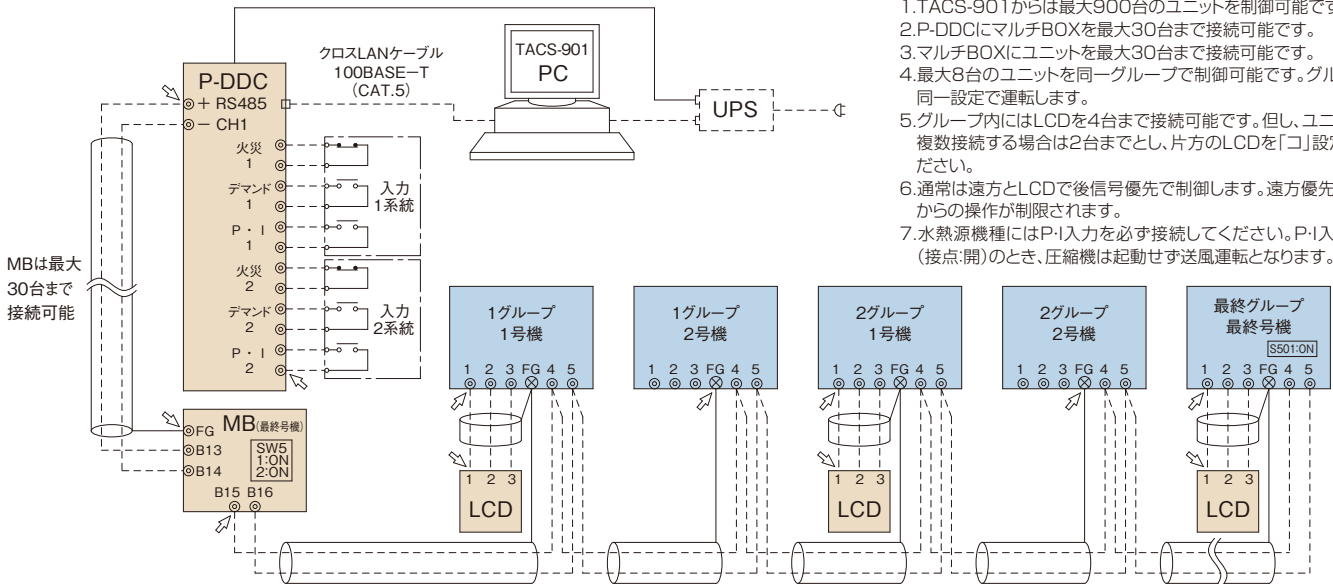 1.TACS-901からは最大900台のユニットを制御可能です
2.P-DDCにマルチBOXを最大30台まで接続可能です。
3.マルチBOXにユニットを最大30台まで接続可能です。
4.最大8台のユニットを同一グループで制御可能です。グル
同一設定で運転します。
5.グループ内にはLCDを4台まで接続可能です。但し、ユニ
複数接続する場合は2台までとし、片方のLCDを「コ」設定
ださい。
6.通常は遠方とLCDで後信号優先で制御します。遠方優先
からの操作が制限されます。
7.水熱源機種にはP・I入力を必ず接続してください。P・I入
(接点:開)のとき、圧縮機は起動せず送風運転となります。
クロスLANケーブル
100BASE-T
(CAT.5)
TACS-901
PC
UPS
P-DDC
+ RS485
- CH1
火災
1
デマンド
1
P・I
1
火災
2
デマンド
2
P・I
2
入力
1系統
入力
2系統
MBは最大
30台まで
接続可能
MB(最終号機)
FG
B13
B14
SW5
1:ON
2:ON
B15 B16
1グループ
1号機
1 2 3 FG 4 5
1グループ
2号機
1 2 3 FG 4 5
2グループ
1号機
1 2 3 FG 4 5
2グループ
2号機
1 2 3 FG 4 5
最終グループ
最終号機
S501:ON
1 2 3 FG 4 5
1 2 3
LCD
1 2 3
LCD
1 2 3
LCD